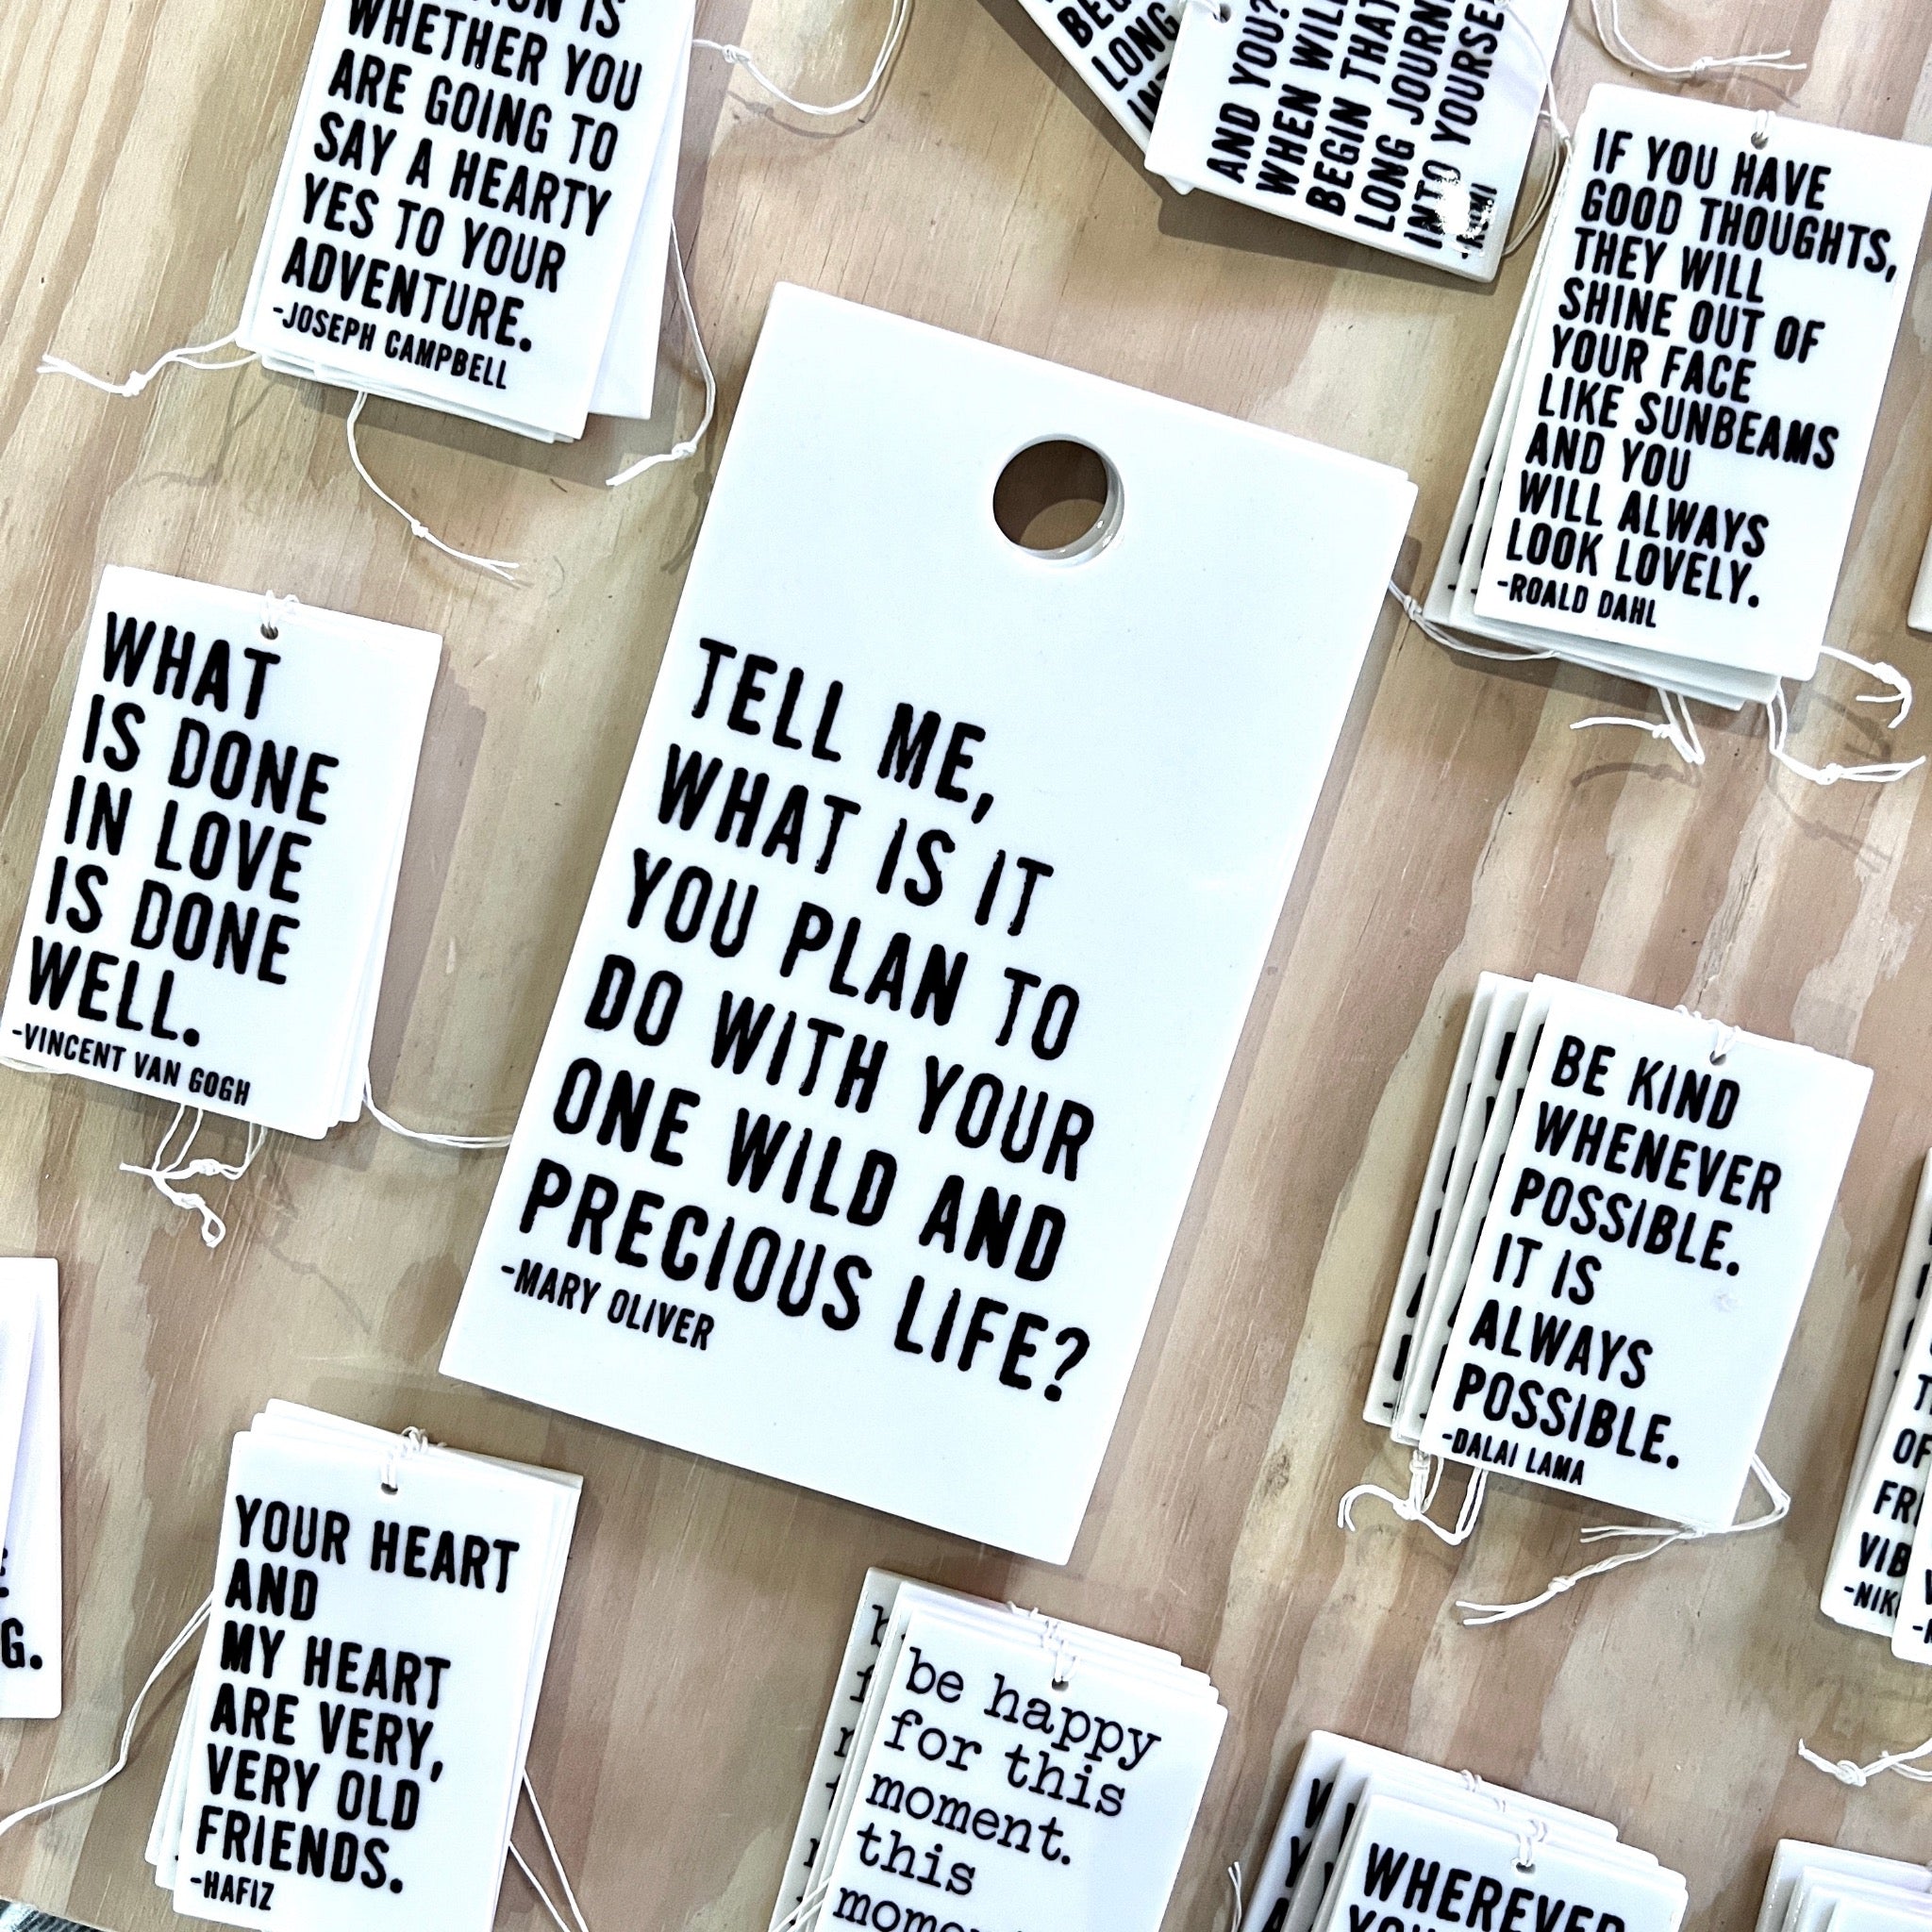 IS
WHETHER YOU
ARE GOING TO
SAY A HEARTY
YES TO YOUR
ADVENTURE.
-JOSEPH CAMPBELL
LONG
AND YOU?
WHEN WILL
BEGIN THAT
LONG
INTO
IF YOU HAVE
GOOD THOUGHTS,
THEY WILL
SHINE OUT OF
YOUR FACE
LIKE SUNBEAMS
AND YOU
WILL ALWAYS
LOOK LOVELY.
-ROALD DAHL
WHAT
IS DONE
IN LOVE
IS DONE
WELL.
-VINCENT VAN GOGH
TELL ME,
WHAT IS IT
YOU PLAN TO
DO WITH YOUR
ONE WILD AND
PRECIOUS LIFE?
-MARY OLIVER
BE KIND
WHENEVER
POSSIBLE.
IT IS
ALWAYS
POSSIBLE.
-DALAI LAMA
YOUR HEART
AND
MY HEART
ARE VERY,
VERY OLD
FRIENDS.
-HAFIZ
be happy
for this
moment.
this
WHEREVER